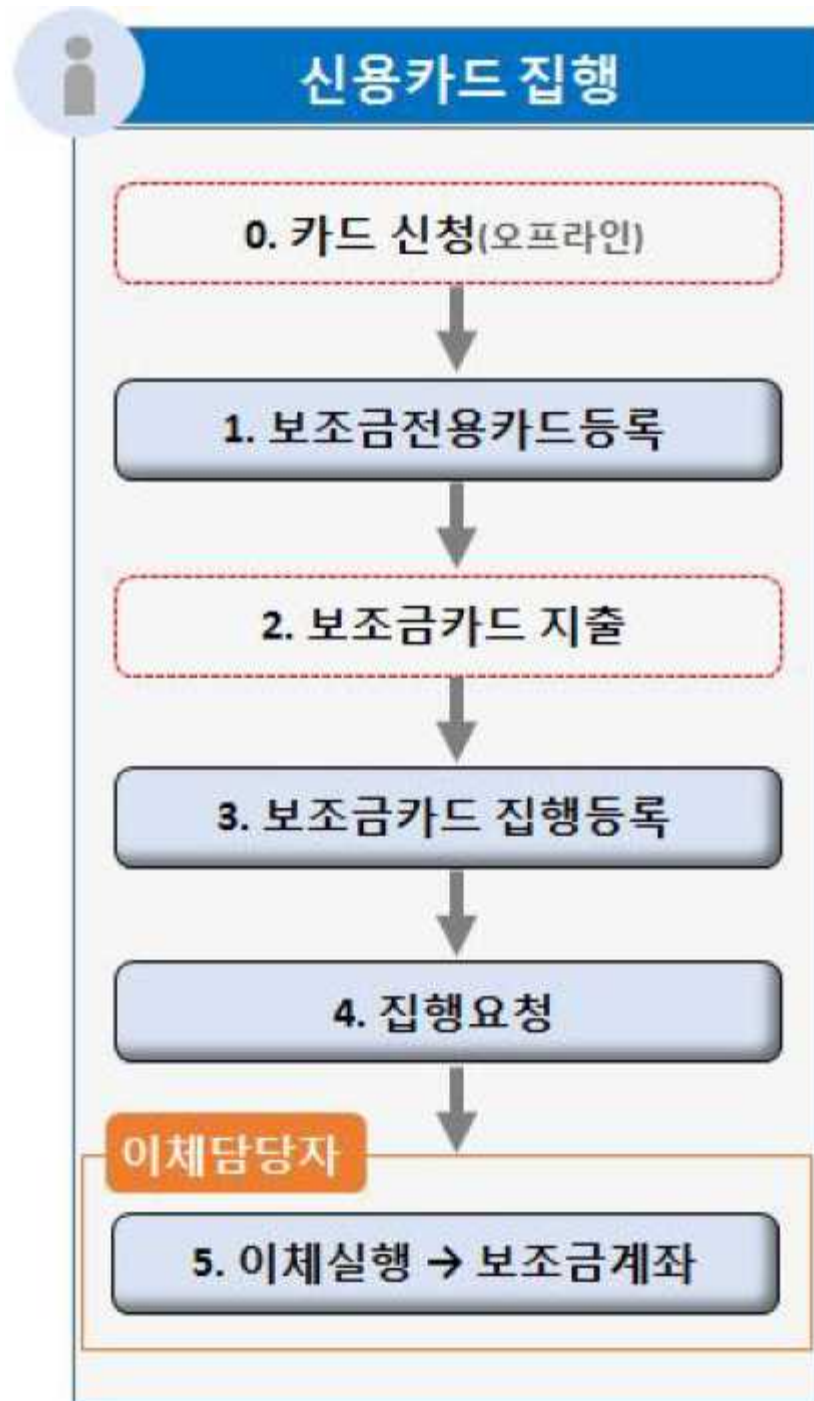 신용카드 집행
0. 카드 신청(오프라인)
1. 보조금전용카드등록
2. 보조금카드 지출
3. 보조금카드 집행등록
4. 집행요청
이체담당자
5. 이체실행 → 보조금계좌